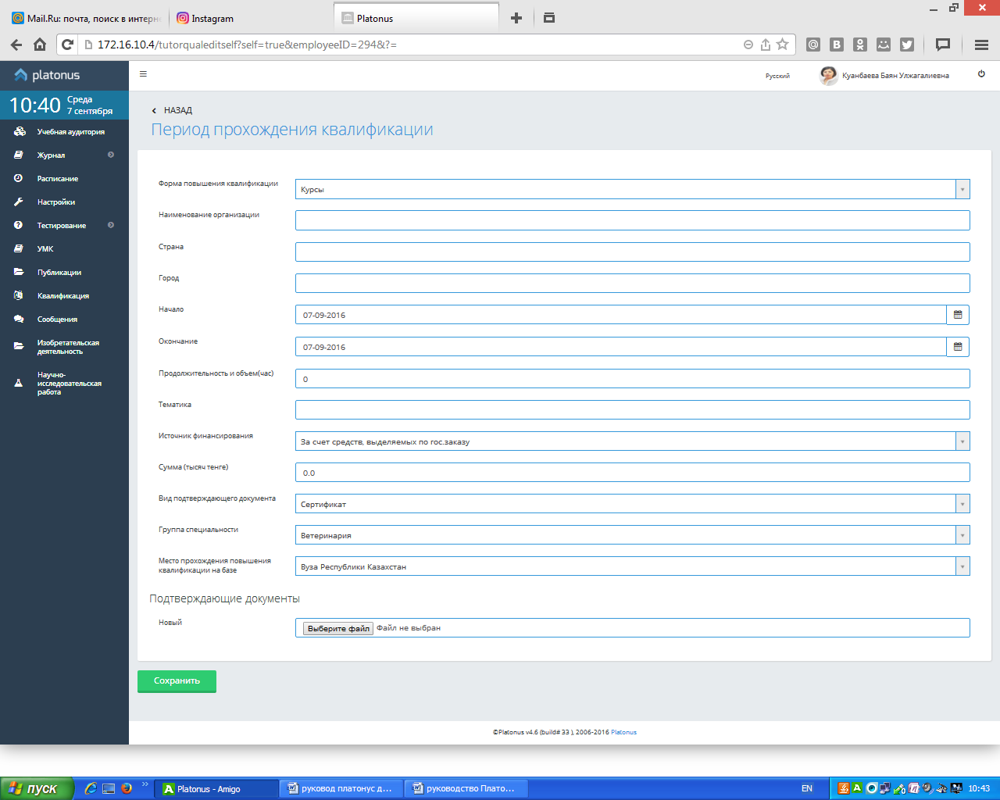 Mail.Ru: почта, поиск в интерн
Instagram
Platonus
172.16.10.4/tutorqualeditself?self=true&employeeID=294&?=
platonus
Русский
Куанбаева Баян Улжагалиевна
10:40 Среда
7 сентября
Учебная аудитория
Журнал
Расписание
Настройки
Тестирование
УМК
Публикации
Квалификация
Сообщения
Изобретательская
деятельность
Научно-
исследовательская
работа
НАЗАД
Период прохождения квалификации
Форма повышения квалификации
Курсы
Наименование организации
Страна
Город
Начало
07-09-2016
Окончание
07-09-2016
Продолжительность и объем(час)
0
Тематика
Источник финансирования
За счет средств, выделяемых по гос.заказу
Сумма (тысяч тенге)
0.0
Вид подтверждающего документа
Сертификат
Группа специальности
Ветеринария
Место прохождения повышения
квалификации на базе
Вуза Республики Казахстан
Подтверждающие документы
Новый
Выберите файл Файл не выбран
Сохранить
©Platonus v4.6 (build# 33 ), 2006-2016 Platonus
пуск
Platonus - Amigo
руковод платонус д...
руководство Плато...
EN
10:43